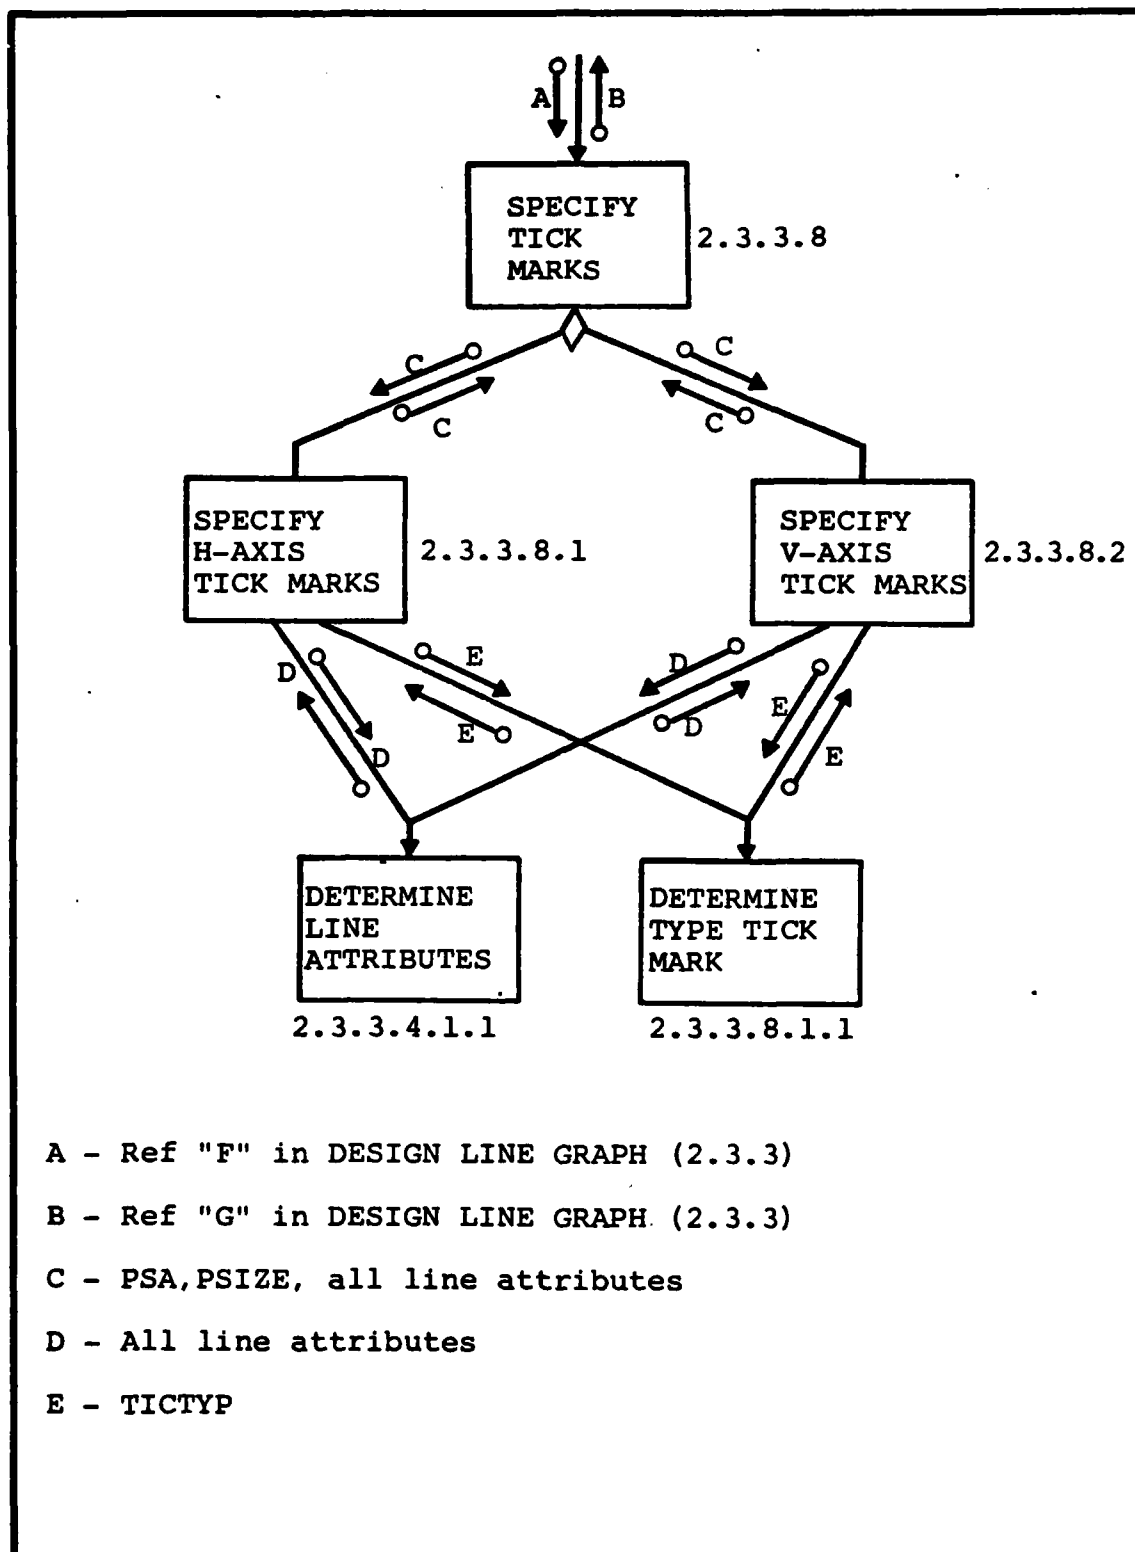 A
B
SPECIFY
TICK
MARKS
2.3.3.8
C
C
C
C
SPECIFY
H-AXIS
TICK MARKS
2.3.3.8.1
SPECIFY
V-AXIS
TICK MARKS
2.3.3.8.2
D
E
D
E
E
D
D
E
DETERMINE
LINE
ATTRIBUTES
2.3.3.4.1.1
DETERMINE
TYPE TICK
MARK
2.3.3.8.1.1
A - Ref "F" in DESIGN LINE GRAPH (2.3.3)
B - Ref "G" in DESIGN LINE GRAPH (2.3.3)
C - PSA,PSIZE, all line attributes
D - All line attributes
E - TICTYP